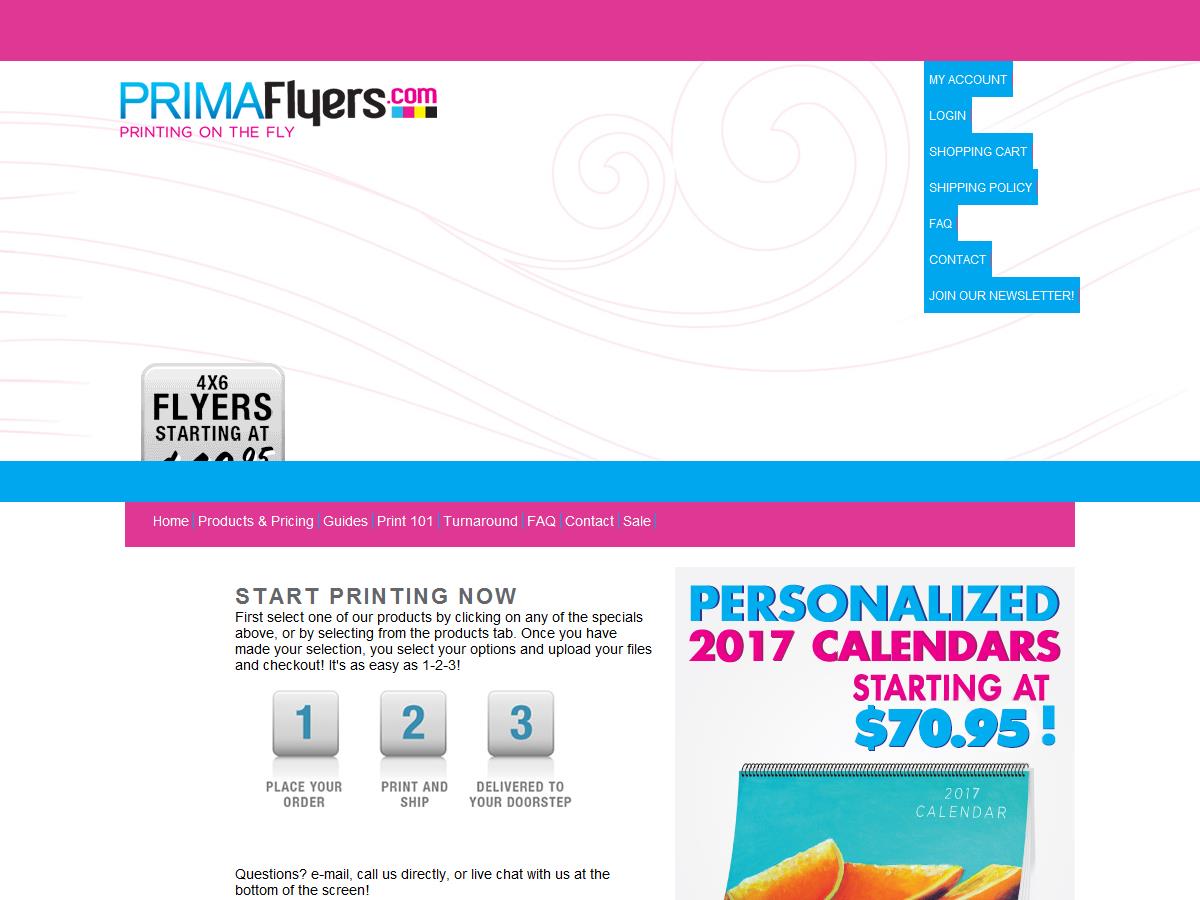 PRIMAFlyers.com
PRINTING ON THE FLY
MY ACCOUNT
LOGIN
SHOPPING CART
SHIPPING POLICY
FAQ
CONTACT
JOIN OUR NEWSLETTER!
4X6
FLYERS
STARTING AT
Home Products & Pricing Guides Print 101 Turnaround FAQ Contact Sale
START PRINTING NOW
First select one of our products by clicking on any of the specials
above, or by selecting from the products tab. Once you have
made your selection, you select your options and upload your files
and checkout! It's as easy as 1-2-3!
1 2 3
PLACE YOUR ORDER
PRINT AND SHIP
DELIVERED TO YOUR DOORSTEP
Questions? e-mail, call us directly, or live chat with us at the
bottom of the screen!
PERSONALIZED
2017 CALENDARS
STARTING AT
$70.95!
2017
CALENDAR